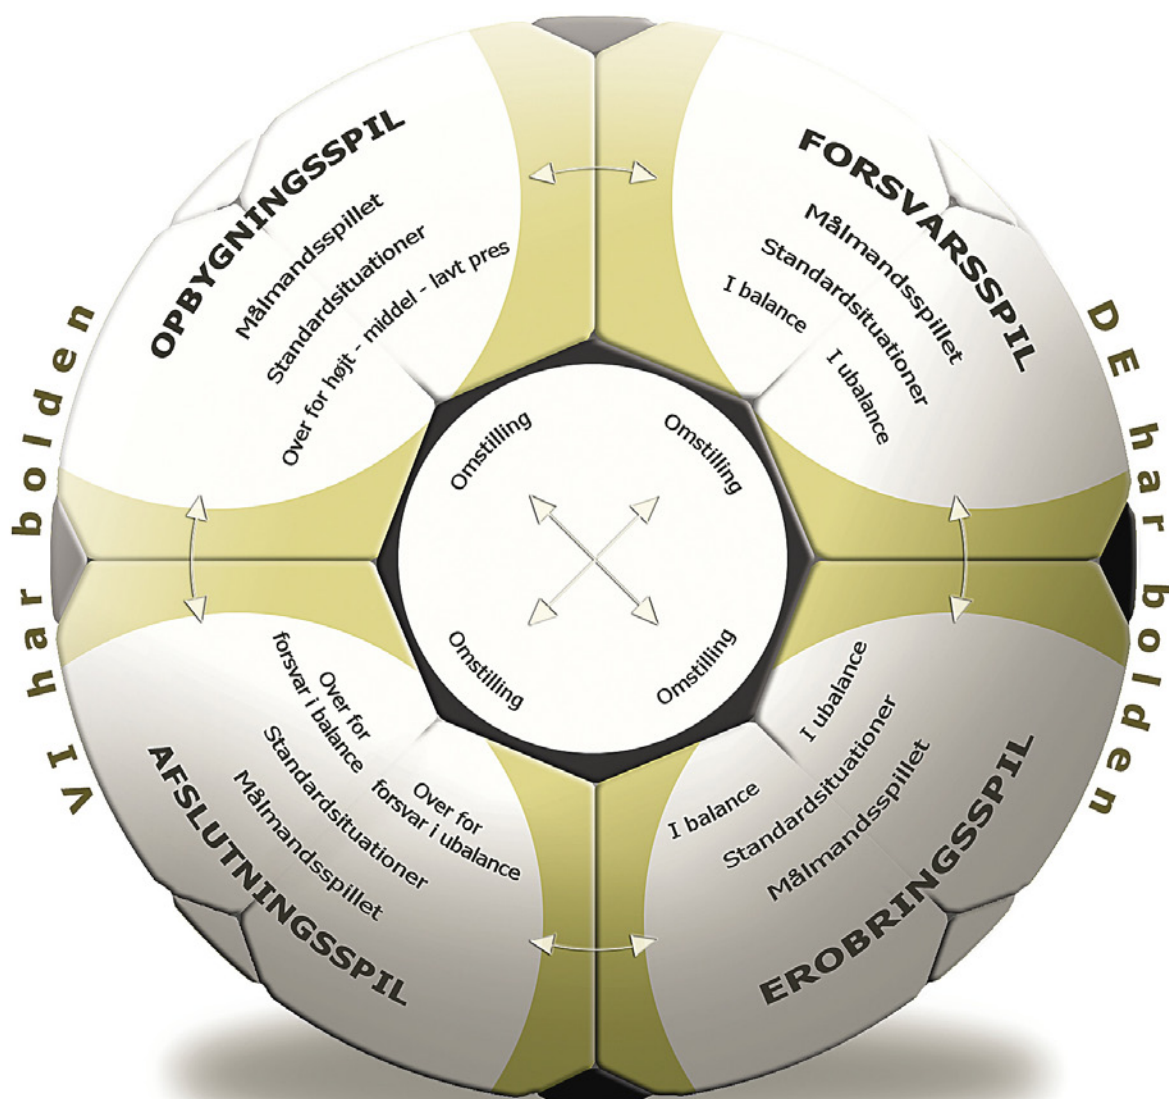 VI har bolden
DE har bolden
OPBYGNINGSSPIL
Målmandsspillet
Standardsituationer
Over for højt - middel - lavt pres
FORSVARSSPIL
Målmandsspillet
Standardsituationer
I balance
I ubalance
Omstilling
Omstilling
Omstilling
Omstilling
Over for
forsvar i balance
Over for
forsvar i ubalance
Standardsituationer
Målmandsspillet
AFSLUTNINGSSPIL
I ubalance
I balance
Standardsituationer
Målmandsspillet
EROBRINGSSPIL